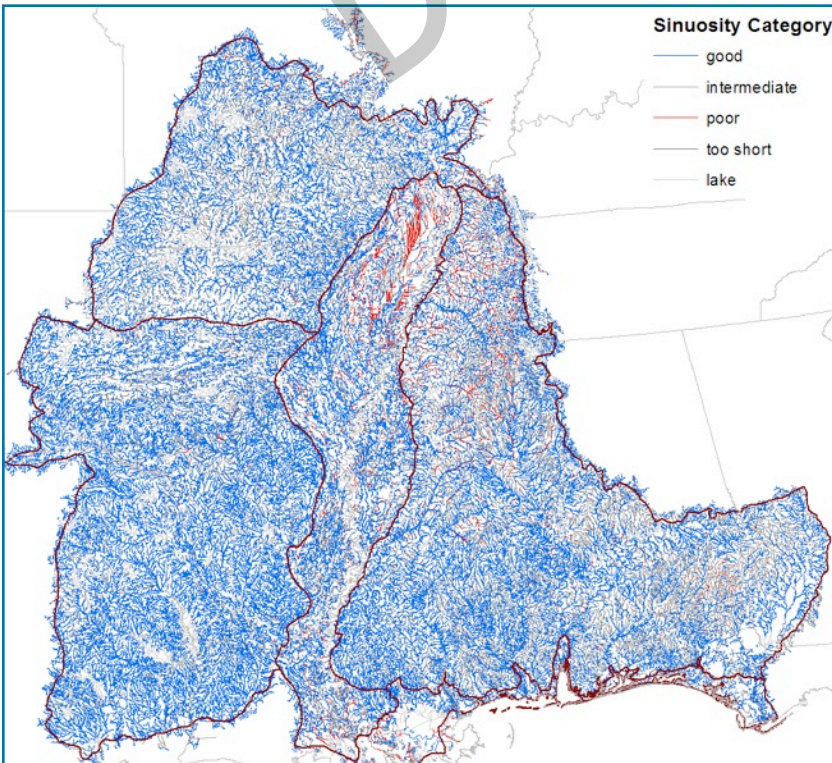 Sinuosity Category
good
intermediate
poor
too short
lake